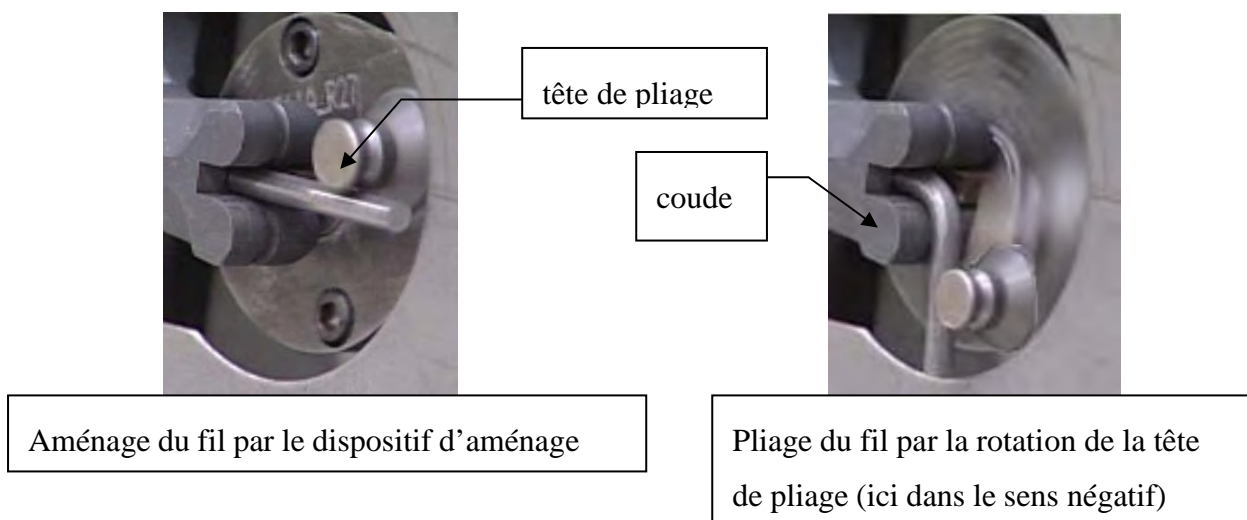 tête de pliage
coude
Aménage du fil par le dispositif d'aménage
Pliage du fil par la rotation de la tête
de pliage (ici dans le sens négatif)